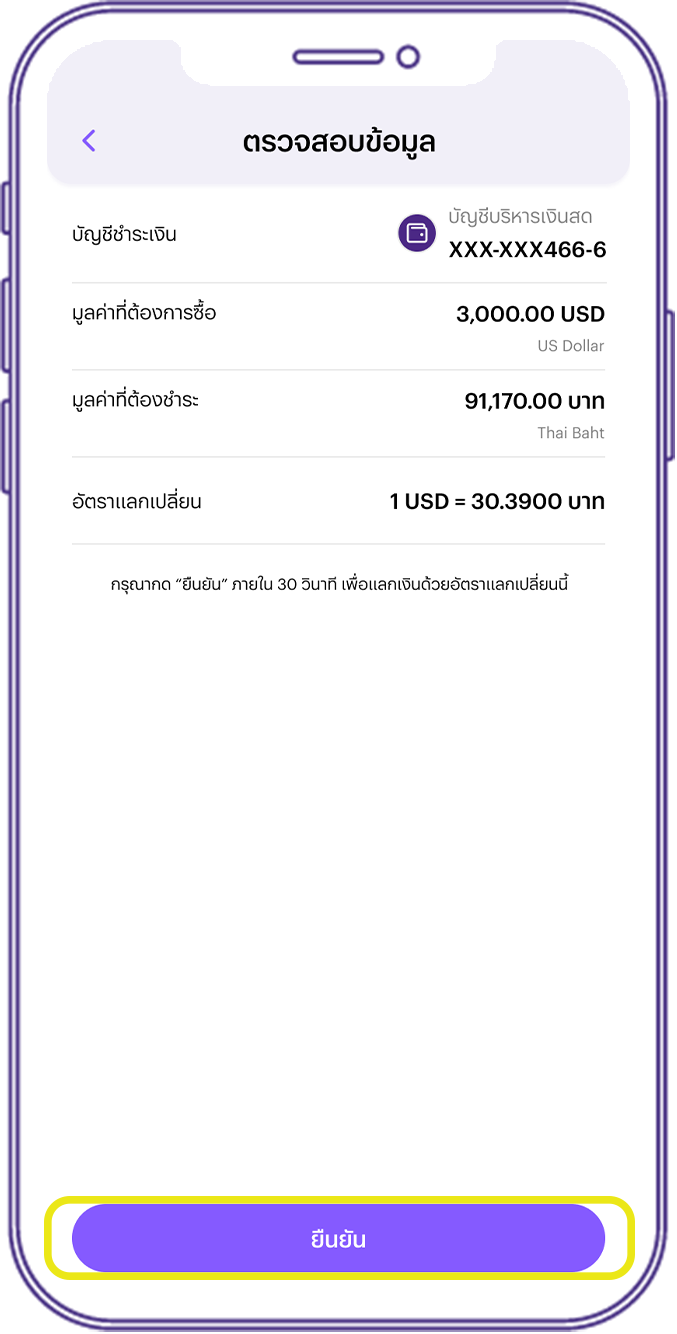 ตรวจสอบข้อมูล
บัญชีชำระเงิน
บัญชีบริหารเงินสด
XXX-XXX466-6
มูลค่าที่ต้องการซื้อ
3,000.00 USD
US Dollar
มูลค่าที่ต้องชำระ
91,170.00 บาท
Thai Baht
อัตราแลกเปลี่ยน
1 USD = 30.3900 บาท
กรุณากด “ยืนยัน” ภายใน 30 วินาที เพื่อแลกเงินด้วยอัตราแลกเปลี่ยนนี้
ยืนยัน